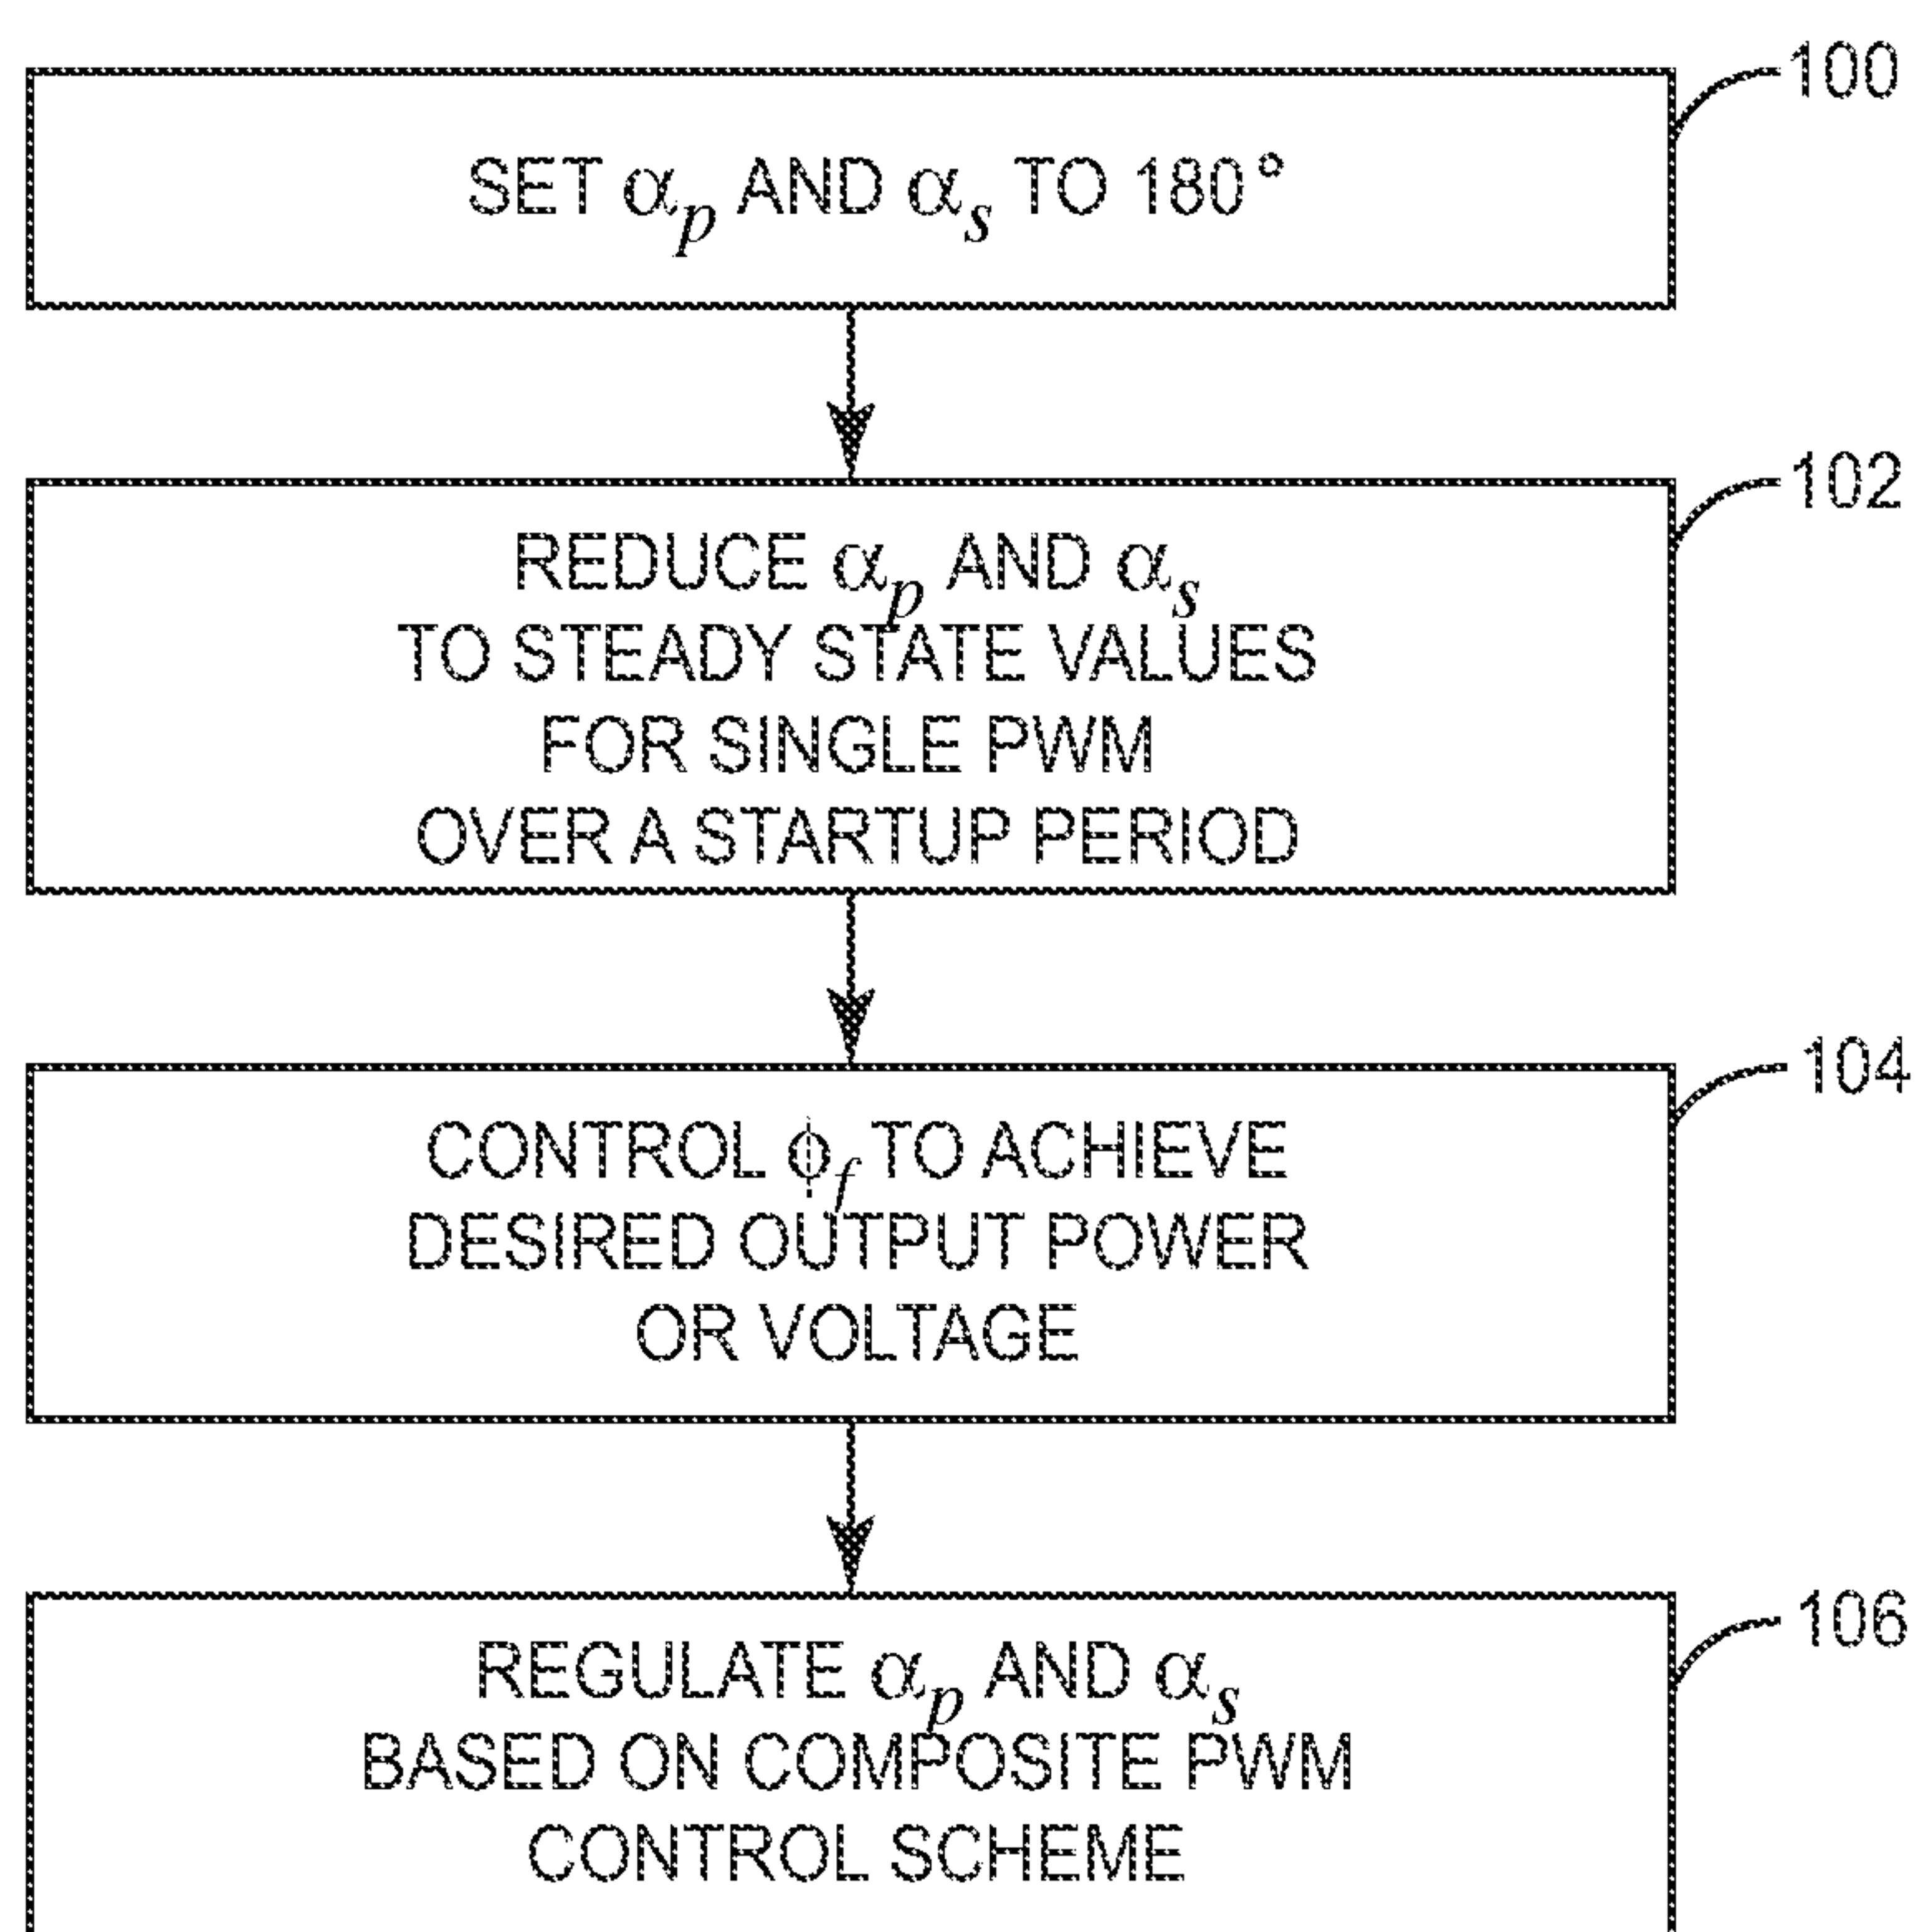 100
SET αp AND αs TO 180°
102
REDUCE αp AND αs
TO STEADY STATE VALUES
FOR SINGLE PWM
OVER A STARTUP PERIOD
104
CONTROL ϕf TO ACHIEVE
DESIRED OUTPUT POWER
OR VOLTAGE
106
REGULATE αp AND αs
BASED ON COMPOSITE PWM
CONTROL SCHEME